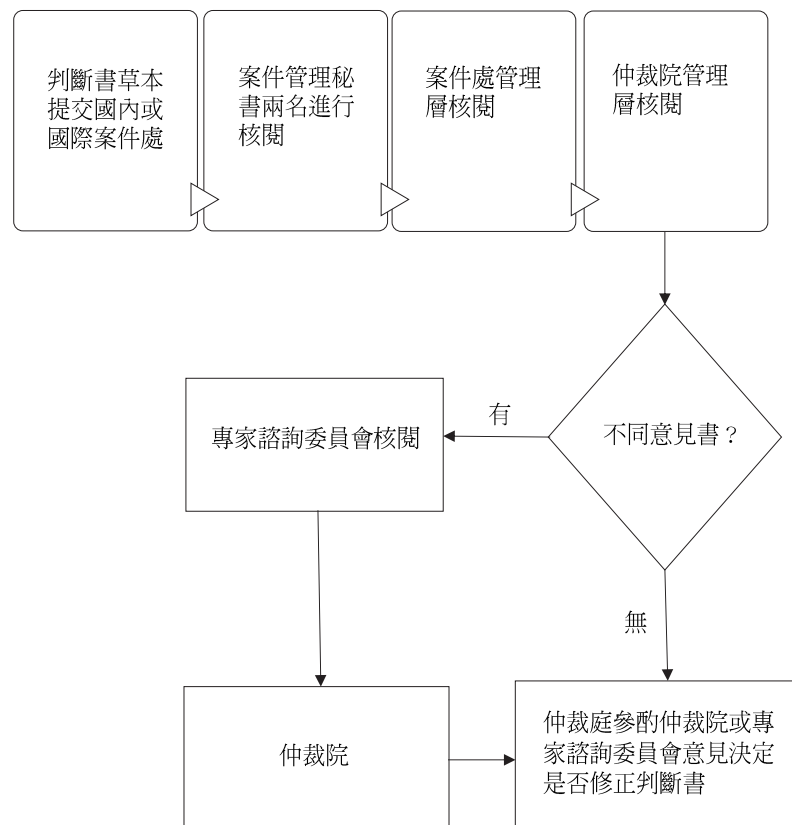 判斷書草本
提交國內或
國際案件處
案件管理秘
書兩名進行
核閱
案件處管理
層核閱
仲裁院管理
層核閱
不同意見書？
有
專家諮詢委員會核閱
無
仲裁院
仲裁庭參酌仲裁院或專
家諮詢委員會意見決定
是否修正判斷書